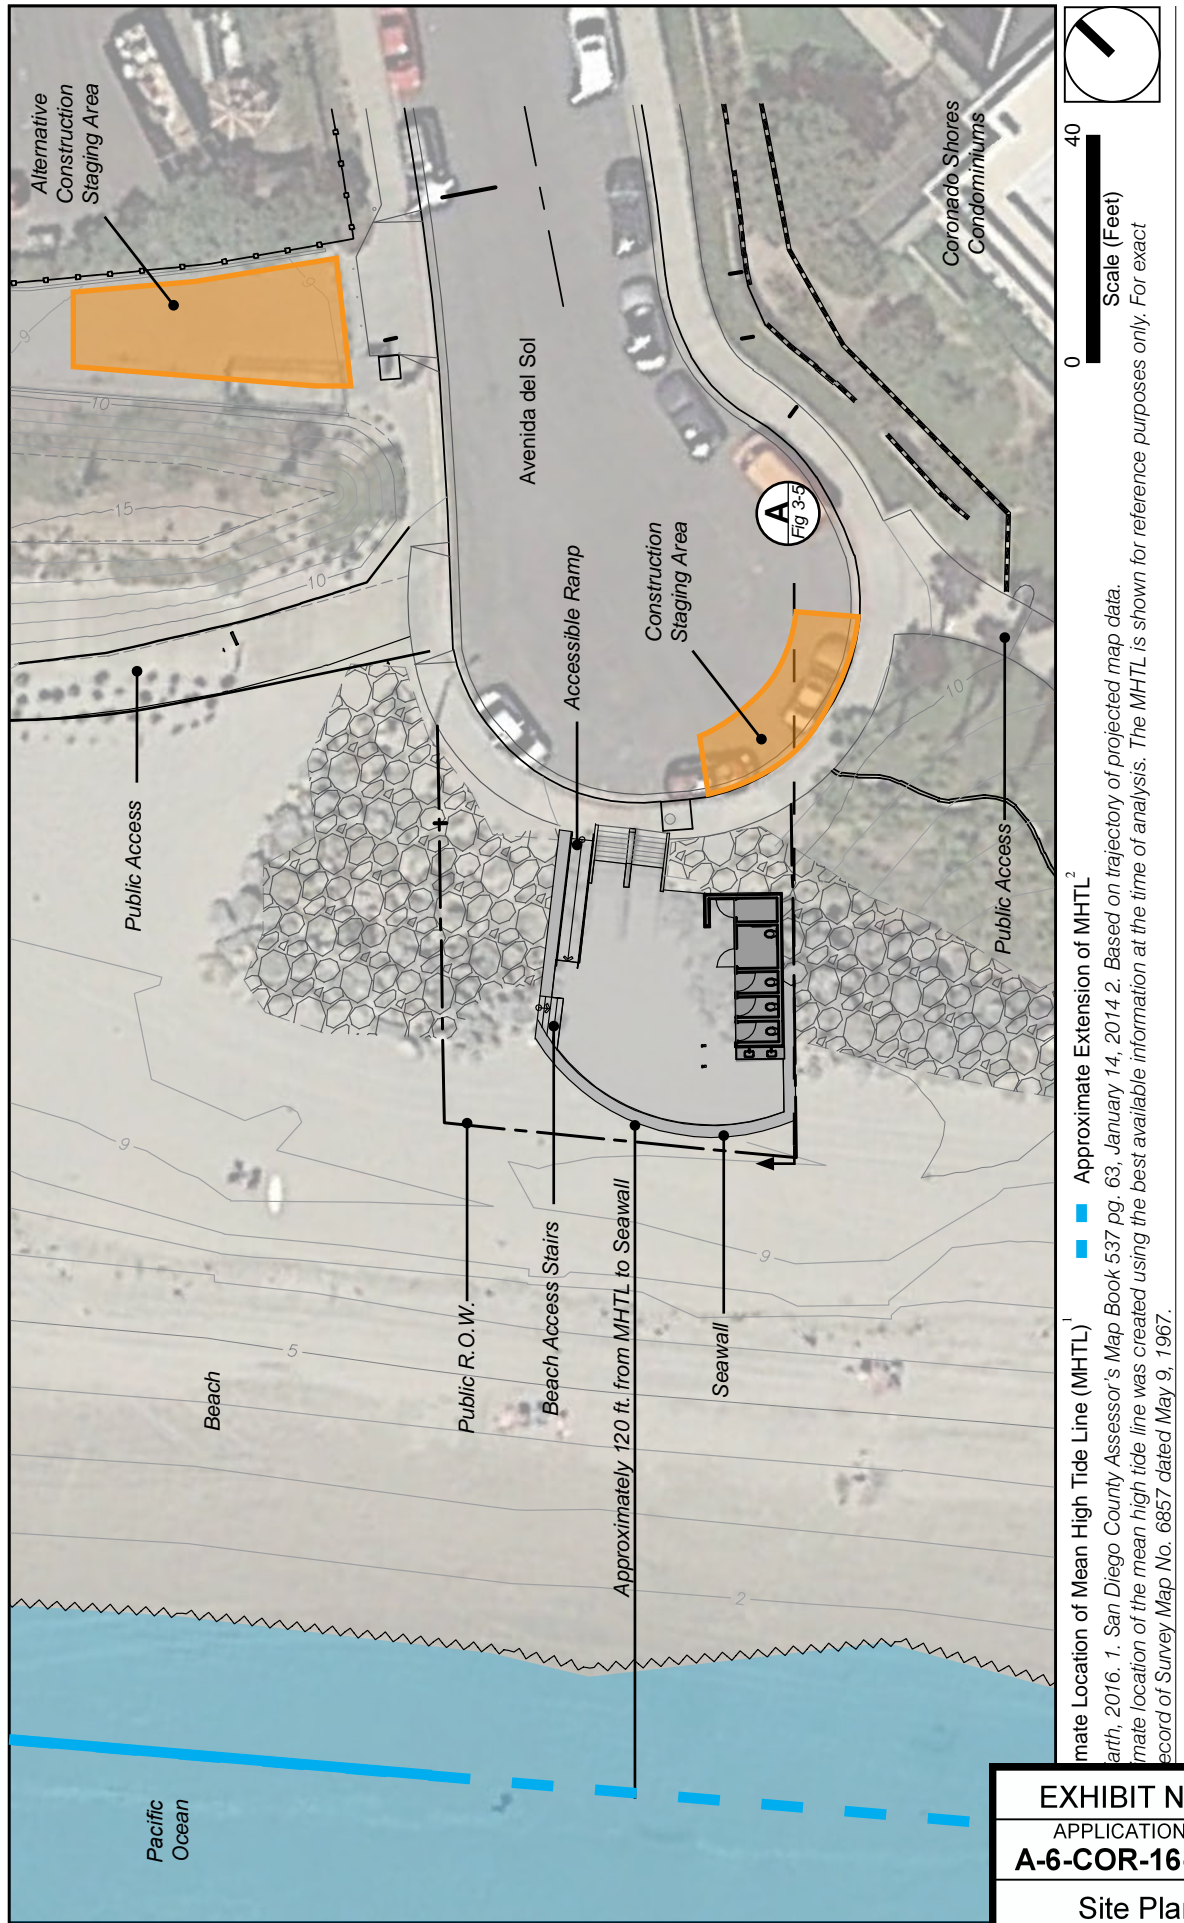 Alternative
Construction
Staging Area
Avenida del Sol
Coronado Shores
Condominiums
Public Access
Accessible Ramp
Construction
Staging Area
A
Fig 3-5
Public Access
Public R.O.W.
Beach Access Stairs
Approximately 120 ft. from MHTL to Seawall
Seawall
Beach
Pacific
Ocean
9
10
15
10
9
10
9
9
5
2
0
40
Scale (Feet)
mate Location of Mean High Tide Line (MHTL)1
Approximate Extension of MHTL2
arth, 2016. 1. San Diego County Assessor's Map Book 537 pg. 63, January 14, 2014 2. Based on trajectory of projected map data.
mate location of the mean high tide line was created using the best available information at the time of analysis. The MHTL is shown for reference purposes only. For exact
ecord of Survey Map No. 6857 dated May 9, 1967.
EXHIBIT N
APPLICATION
A-6-COR-16-
Site Plan